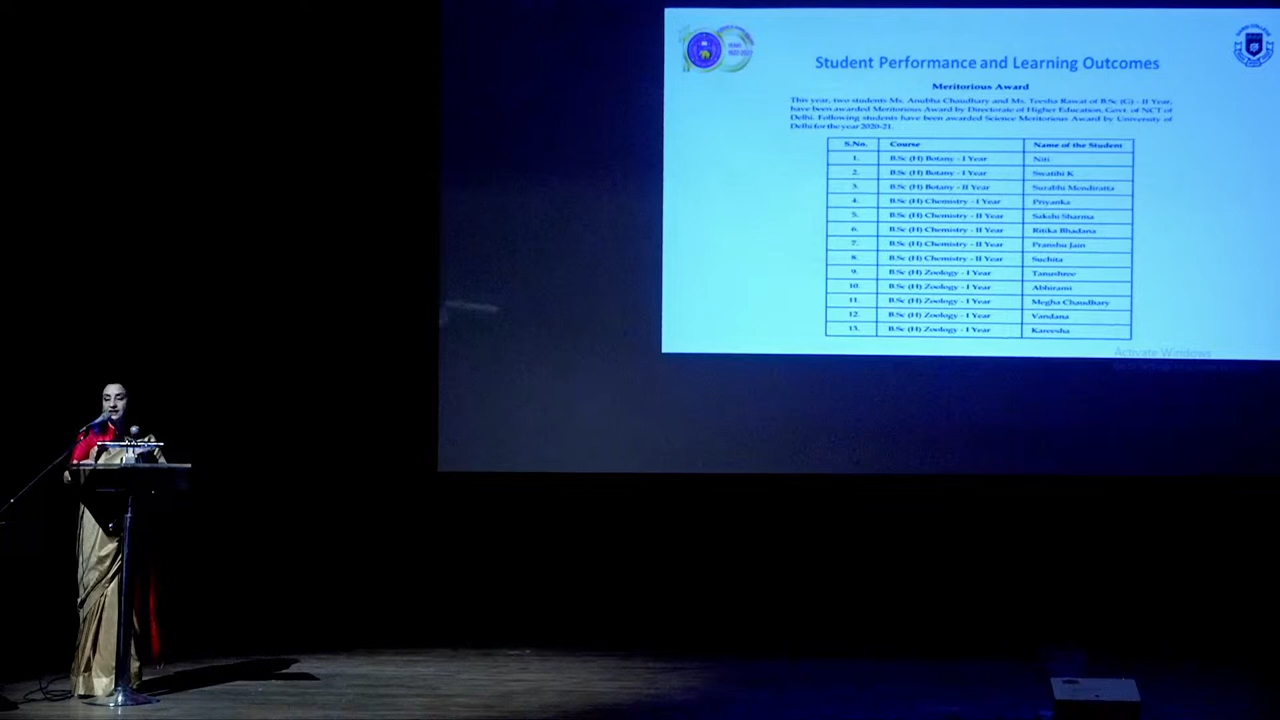 YEARS
1922-2022
Student Performance and Learning Outcomes
Meritorious Award
This year, two students Ms. Anubha Chaudhary and Ms. Teesha Rawat of B.Sc (G) - II Year,
have been awarded Meritorious Award by Directorate of Higher Education, Govt. of NCT of
Delhi. Following students have been awarded Science Meritorious Award by University of
Delhi for the year 2020-21.
S.No. Course Name of the Student
1. B.Sc (H) Botany - I Year Niti
2. B.Sc (H) Botany - I Year Swathi K
3. B.Sc (H) Botany - II Year Surabhi Mendiratta
4. B.Sc (H) Chemistry - I Year Priyanka
5. B.Sc (H) Chemistry - II Year Sakshi Sharma
6. B.Sc (H) Chemistry - II Year Ritika Bhadana
7. B.Sc (H) Chemistry - II Year Pranshu Jain
8. B.Sc (H) Chemistry - II Year Suchita
9. B.Sc (H) Zoology - I Year Tanushree
10. B.Sc (H) Zoology - I Year Abhirami
11. B.Sc (H) Zoology - I Year Megha Chaudhary
12. B.Sc (H) Zoology - I Year Vandana
13. B.Sc (H) Zoology - I Year Kareesha
Activate Windows